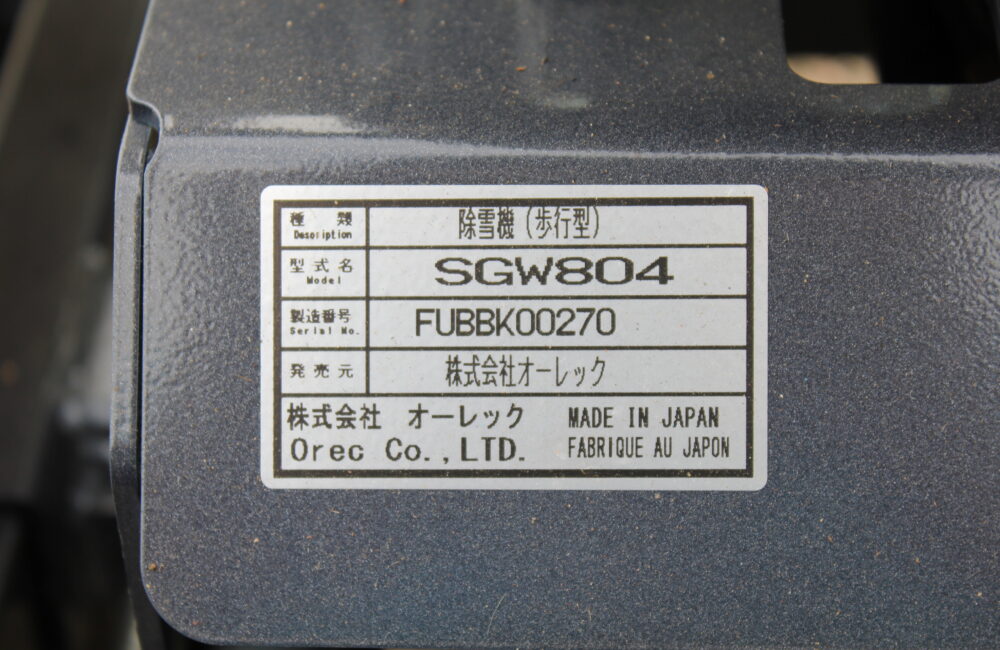 種類 除雪機(歩行型)
Description
型式名 SGW804
Model
製造番号 FUBBK00270
Serial No.
発売元 株式会社オーレック
株式会社 オーレック MADE IN JAPAN
Orec Co.,LTD. FABRIQUE AU JAPON